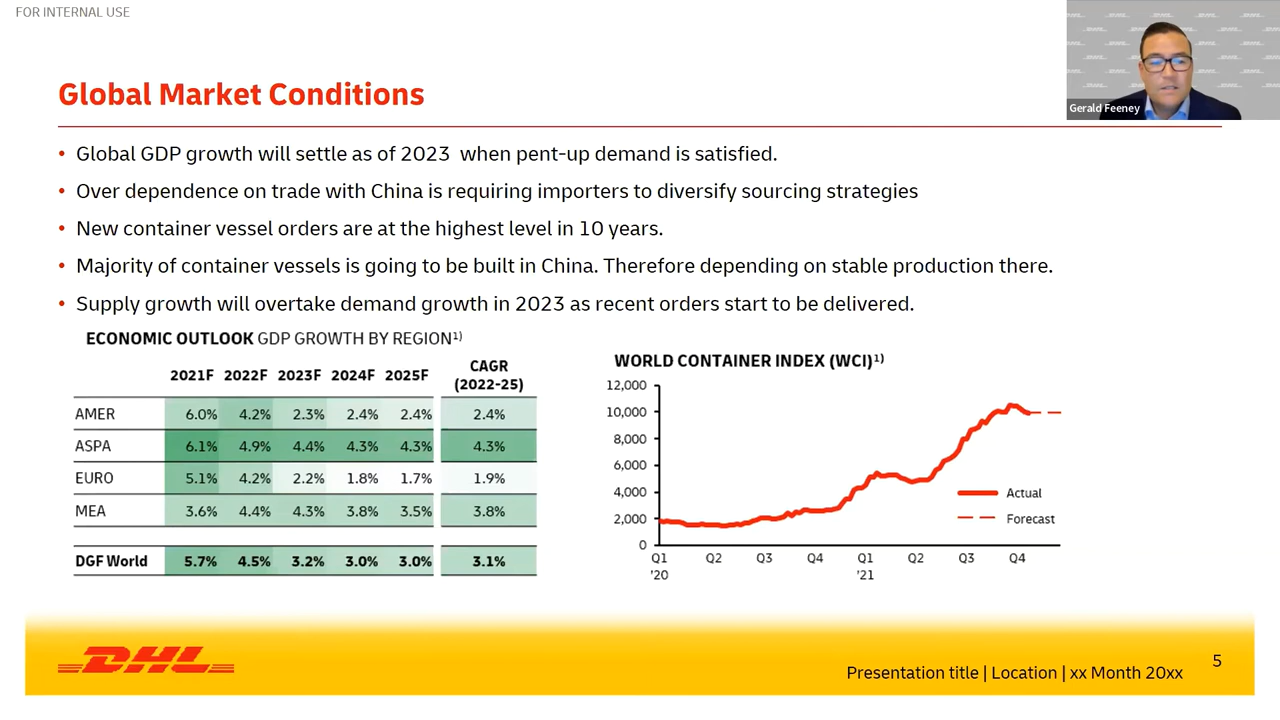 FOR INTERNAL USE
Gerald Feeney
Global Market Conditions
• Global GDP growth will settle as of 2023  when pent-up demand is satisfied.
• Over dependence on trade with China is requiring importers to diversify sourcing strategies
• New container vessel orders are at the highest level in 10 years.
• Majority of container vessels is going to be built in China. Therefore depending on stable production there.
• Supply growth will overtake demand growth in 2023 as recent orders start to be delivered.
ECONOMIC OUTLOOK GDP GROWTH BY REGION¹⁾
2021F 2022F 2023F 2024F 2025F CAGR (2022-25)
AMER 6.0% 4.2% 2.3% 2.4% 2.4% 2.4%
ASPA 6.1% 4.9% 4.4% 4.3% 4.3% 4.3%
EURO 5.1% 4.2% 2.2% 1.8% 1.7% 1.9%
MEA 3.6% 4.4% 4.3% 3.8% 3.5% 3.8%
DGF World 5.7% 4.5% 3.2% 3.0% 3.0% 3.1%
WORLD CONTAINER INDEX (WCI)¹⁾
12,000
10,000
8,000
6,000
4,000
2,000
0
Actual
Forecast
Q1 Q2 Q3 Q4 Q1 Q2 Q3 Q4
'20 '21
DHL
Presentation title | Location | xx Month 20xx
5